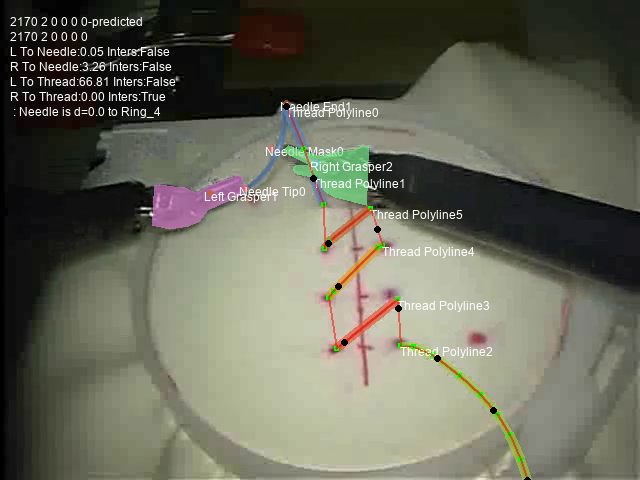 2170 2 0 0 0 0-predicted
2170 2 0 0 0 0
L To Needle:0.05 Inters:False
R To Needle:3.26 Inters:False
L To Thread:66.81 Inters:False
R To Thread:0.00 Inters:True
: Needle is d=0.0 to Ring_4
Needle End1
Thread Polyline0
Needle Mask0
Right Grasper2
Thread Polyline1
Needle Tip0
Left Grasper1
Thread Polyline5
Thread Polyline4
Thread Polyline3
Thread Polyline2